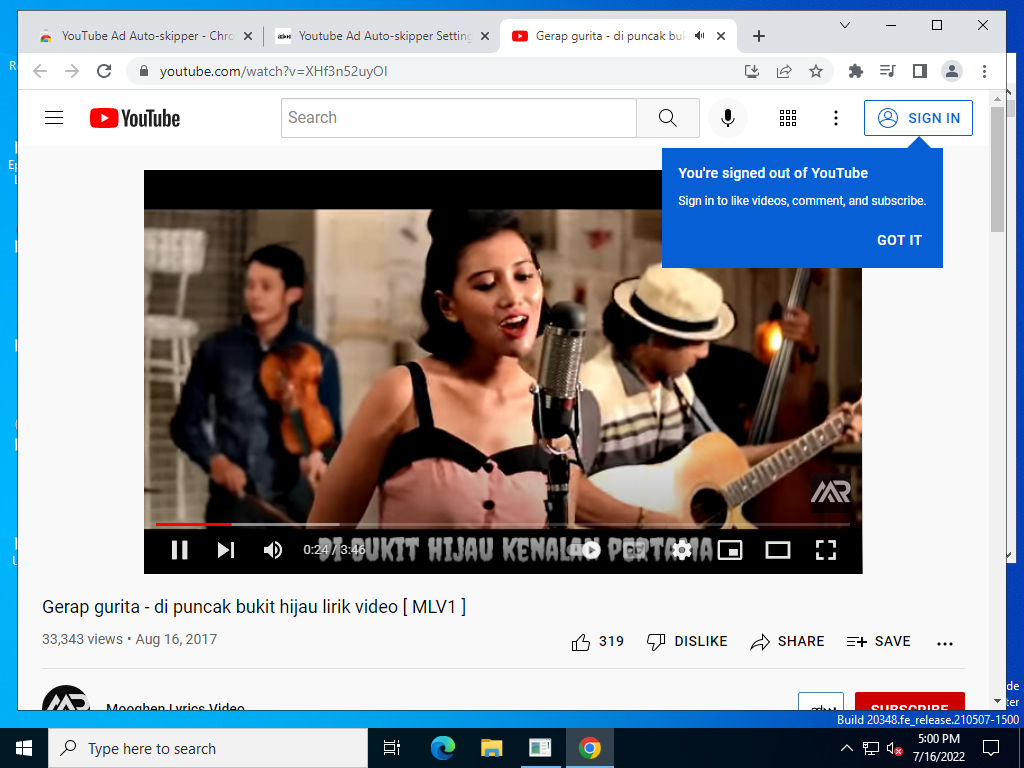 YouTube Ad Auto-skipper - Chro
Youtube Ad Auto-skipper Setting
Gerap gurita - di puncak buk
youtube.com/watch?v=XHf3n52uyOI
YouTube
Search
SIGN IN
You're signed out of YouTube
Sign in to like videos, comment, and subscribe.
GOT IT
MR
0:24 / 3:46
DI BUKIT HIJAU KENALAN PERTAMA
Gerap gurita - di puncak bukit hijau lirik video [ MLV1 ]
33,343 views • Aug 16, 2017
319
DISLIKE
SHARE
SAVE
Mooghen Lyrics Video
SUBSCRIBE
Build 20348.fe_release.210507-1500
Type here to search
5:00 PM
7/16/2022